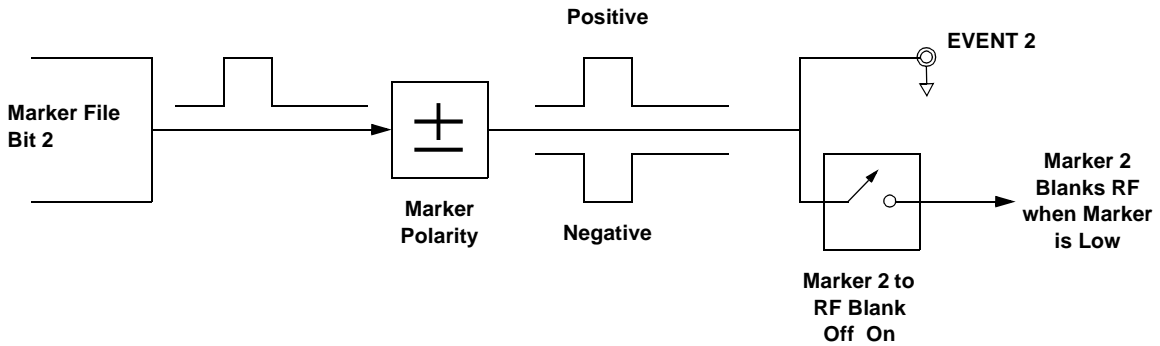 Positive
EVENT 2
Marker File
Bit 2
±
Marker
Polarity
Negative
Marker 2
Blanks RF
when Marker
is Low
Marker 2 to
RF Blank
Off On